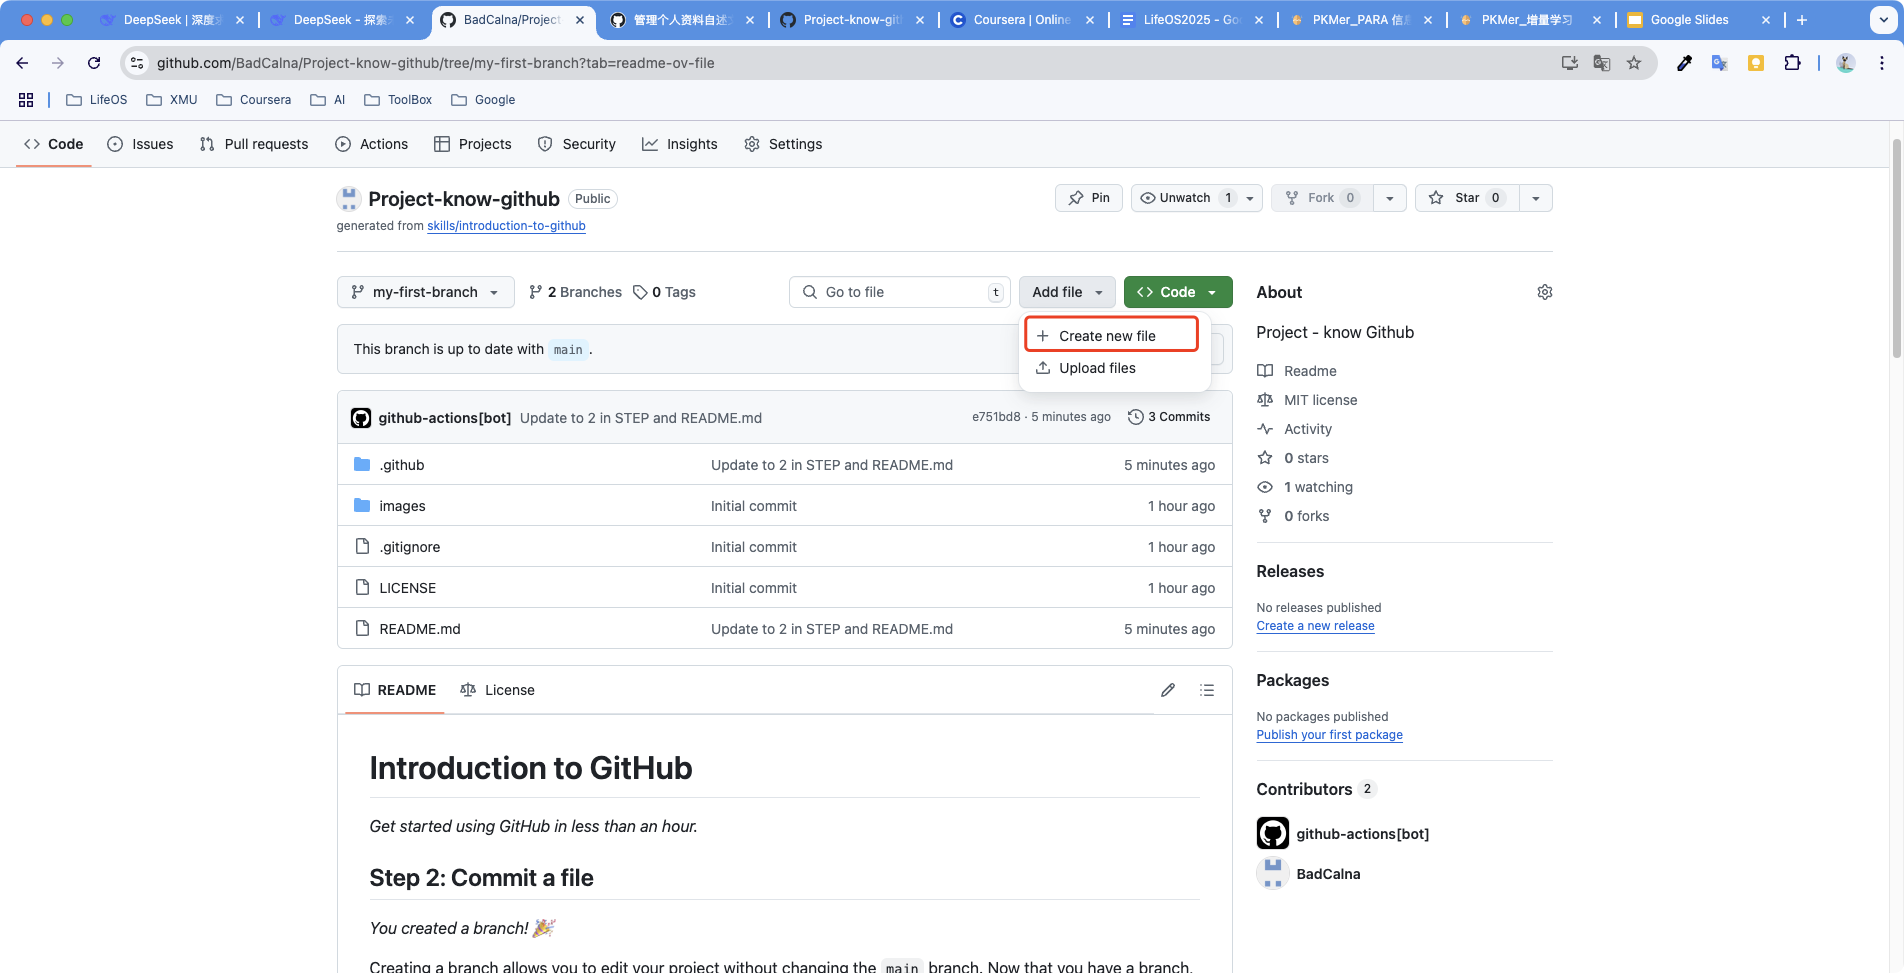 DeepSeek | 深度
DeepSeek - 探索
BadCalna/Project
管理个人资料自述
Project-know-git
Coursera | Online
LifeOS2025 - Go
PKMer_PARA 信
PKMer_增量学习
Google Slides
github.com/BadCalna/Project-know-github/tree/my-first-branch?tab=readme-ov-file
LifeOS XMU Coursera AI ToolBox Google
Code Issues Pull requests Actions Projects Security Insights Settings
Project-know-github Public
Pin Unwatch 1 Fork 0 Star 0
generated from skills/introduction-to-github
my-first-branch 2 Branches 0 Tags Go to file t Add file Code
Create new file
Upload files
This branch is up to date with main .
github-actions[bot] Update to 2 in STEP and README.md e751bd8 · 5 minutes ago 3 Commits
.github Update to 2 in STEP and README.md 5 minutes ago
images Initial commit 1 hour ago
.gitignore Initial commit 1 hour ago
LICENSE Initial commit 1 hour ago
README.md Update to 2 in STEP and README.md 5 minutes ago
README License
Introduction to GitHub
Get started using GitHub in less than an hour.
Step 2: Commit a file
You created a branch! 🎉
Creating a branch allows you to edit your project without changing the main branch. Now that you have a branch,
About
Project - know Github
Readme
MIT license
Activity
0 stars
1 watching
0 forks
Releases
No releases published
Create a new release
Packages
No packages published
Publish your first package
Contributors 2
github-actions[bot]
BadCalna